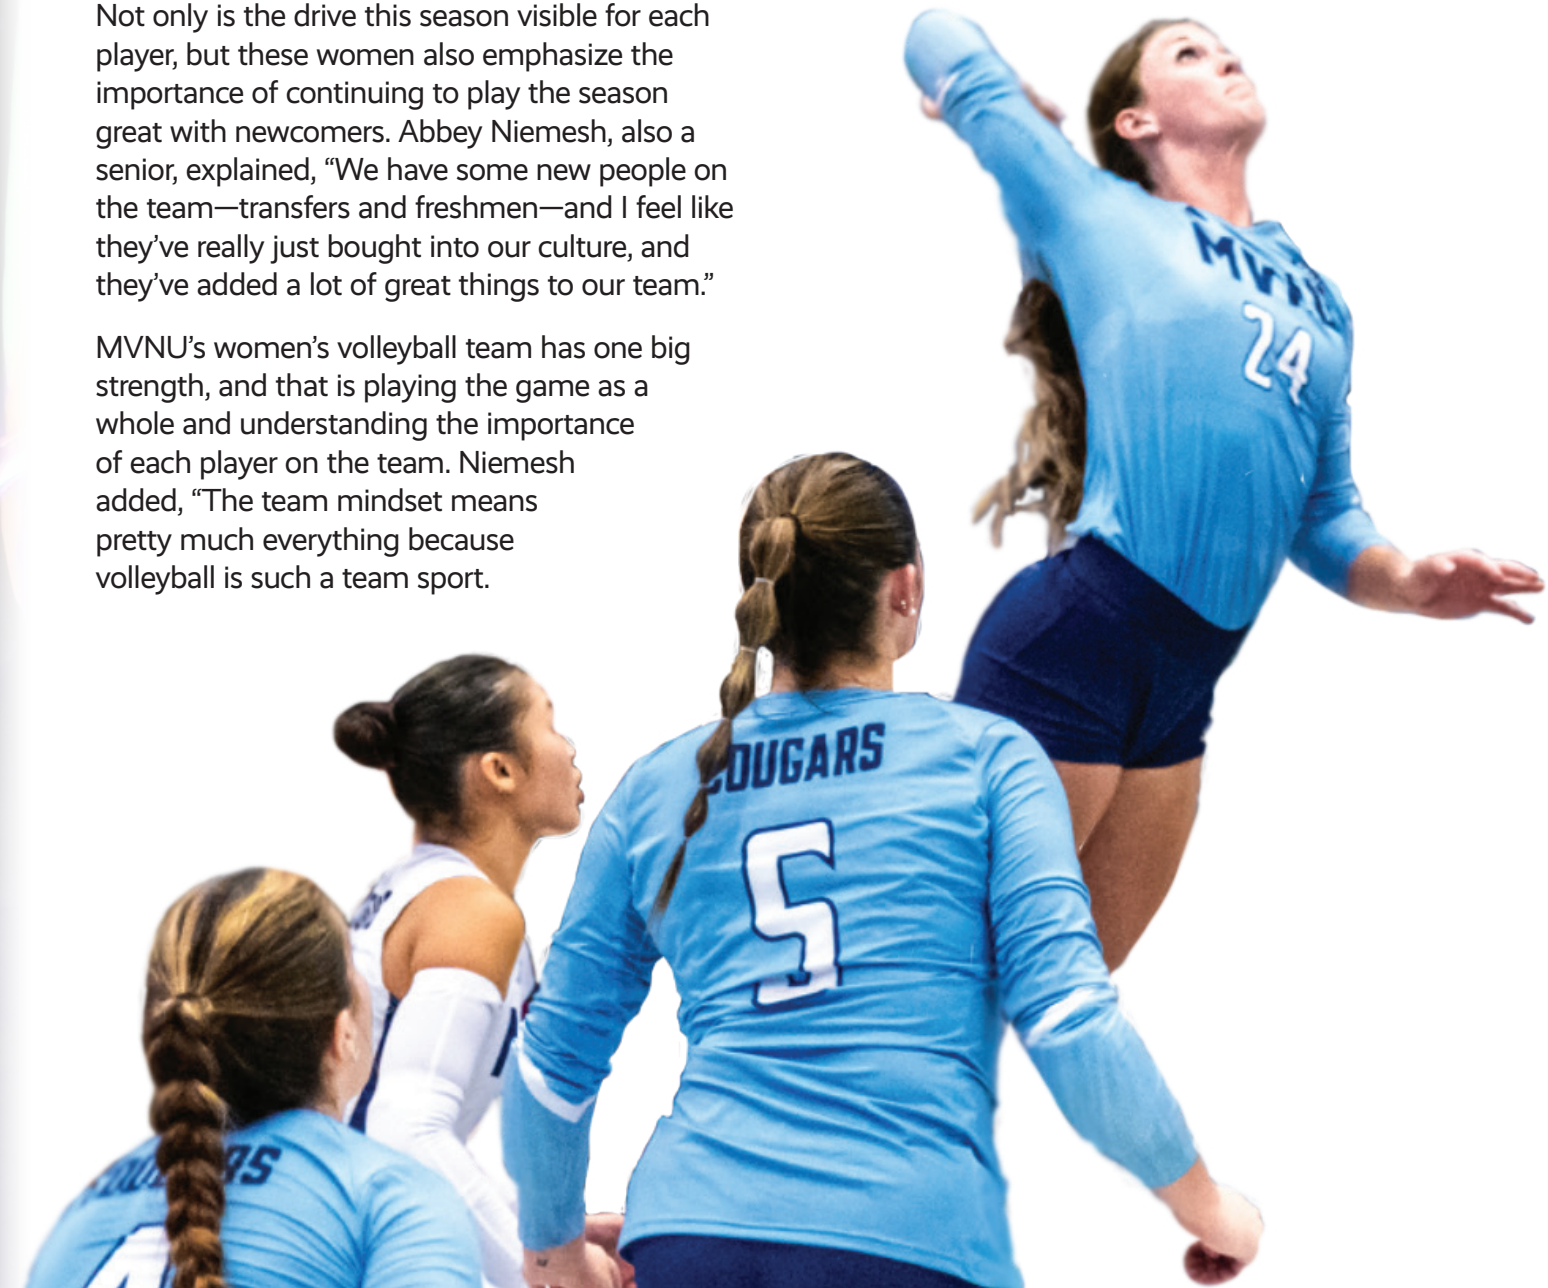 Not only is the drive this season visible for each
player, but these women also emphasize the
importance of continuing to play the season
great with newcomers. Abbey Niemesh, also a
senior, explained, “We have some new people on
the team—transfers and freshmen—and I feel like
they’ve really just bought into our culture, and
they’ve added a lot of great things to our team.”
MVNU’s women’s volleyball team has one big
strength, and that is playing the game as a
whole and understanding the importance
of each player on the team. Niemesh
added, “The team mindset means
pretty much everything because
volleyball is such a team sport.
MVNU
24
COUGARS
5
COUGARS
4